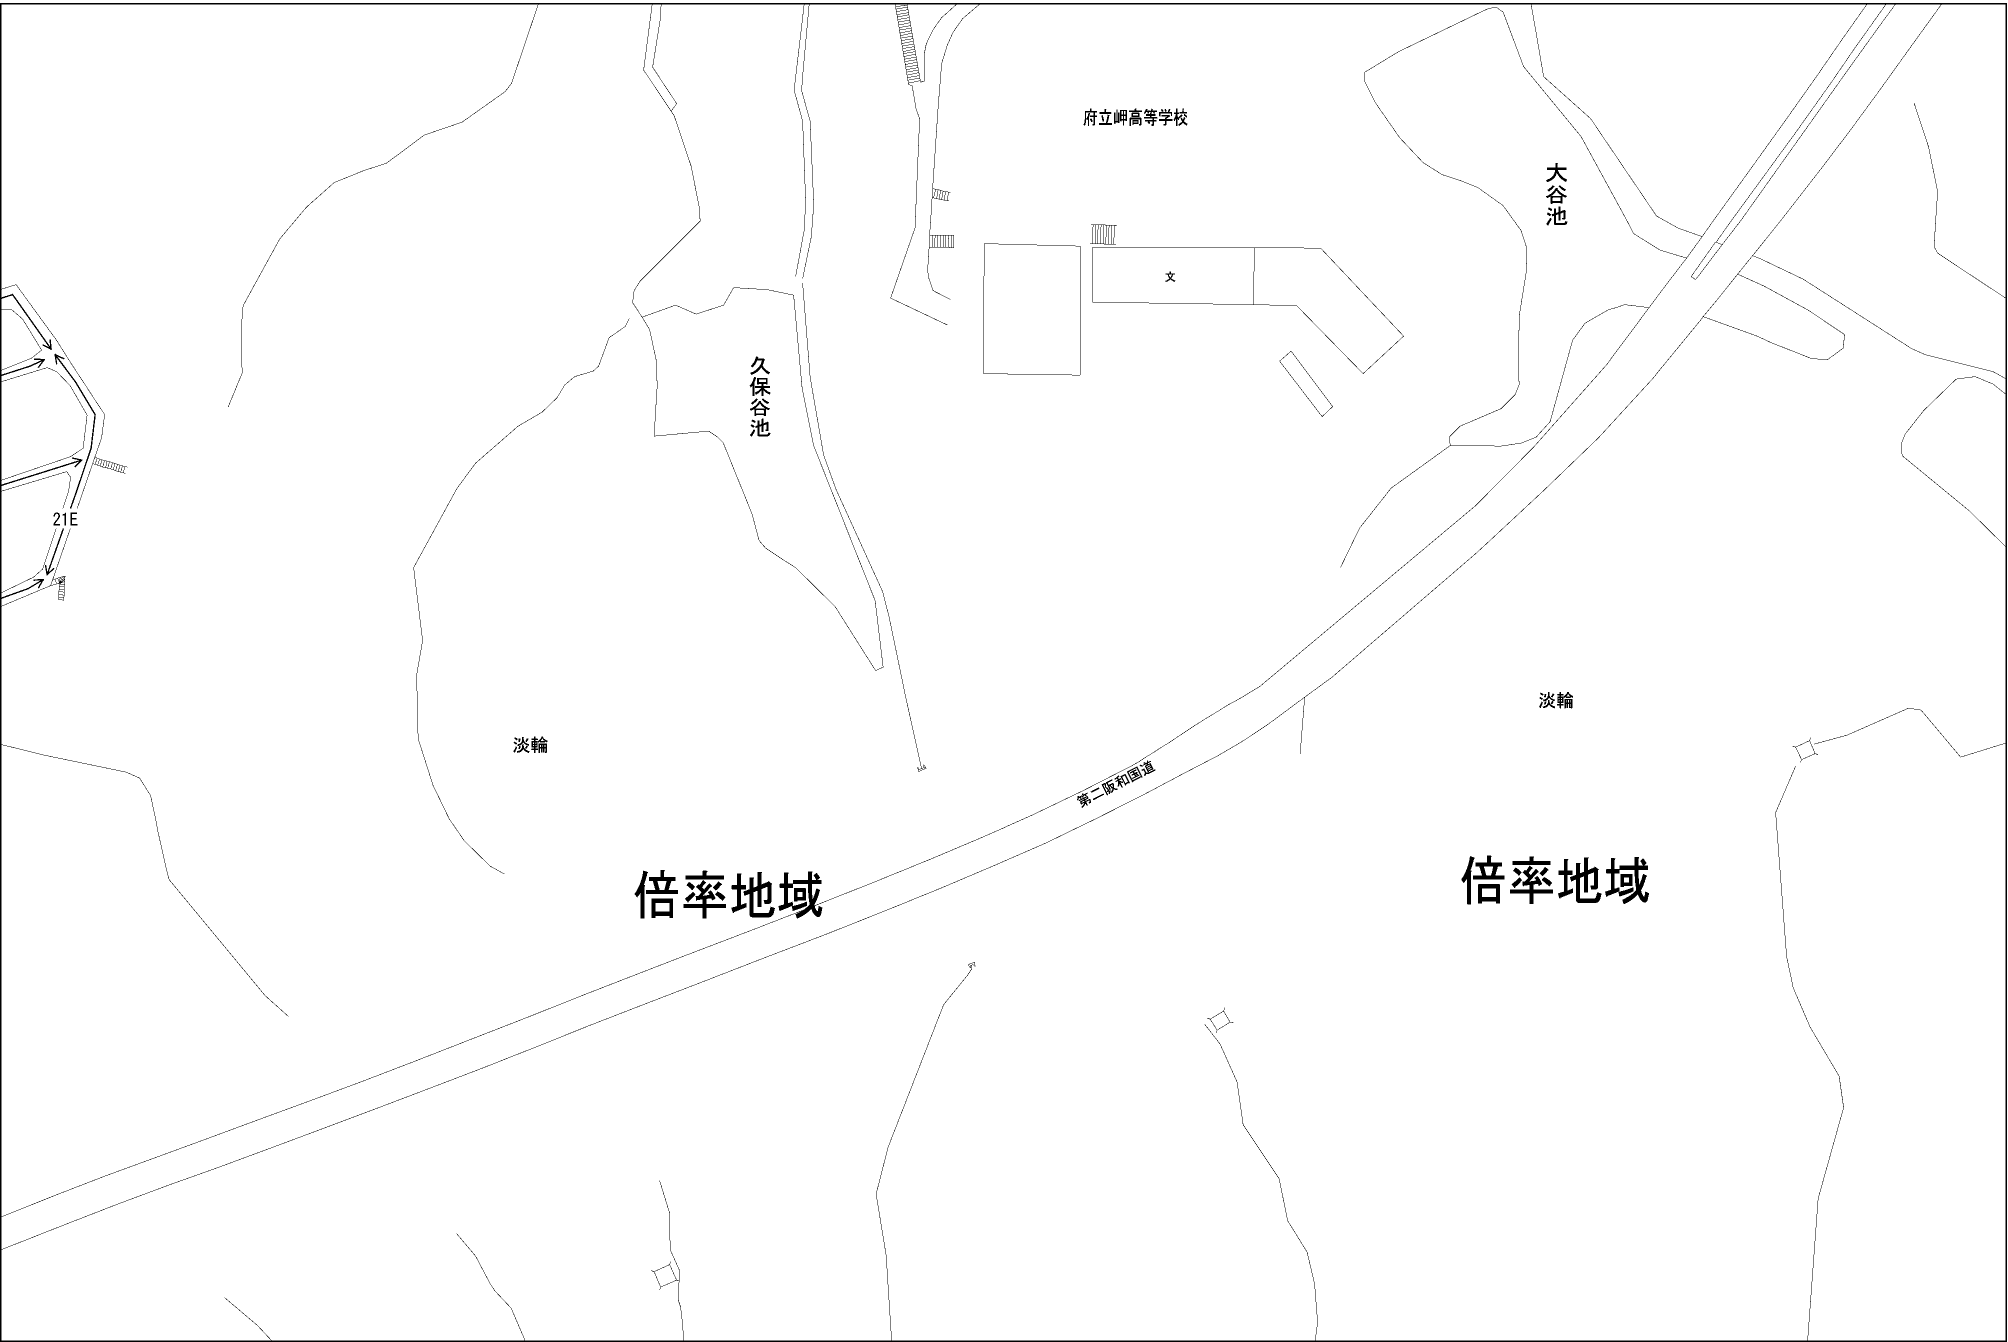 府立岬高等学校
大谷池
文
久保谷池
21E
淡輪
淡輪
第二阪和国道
倍率地域
倍率地域